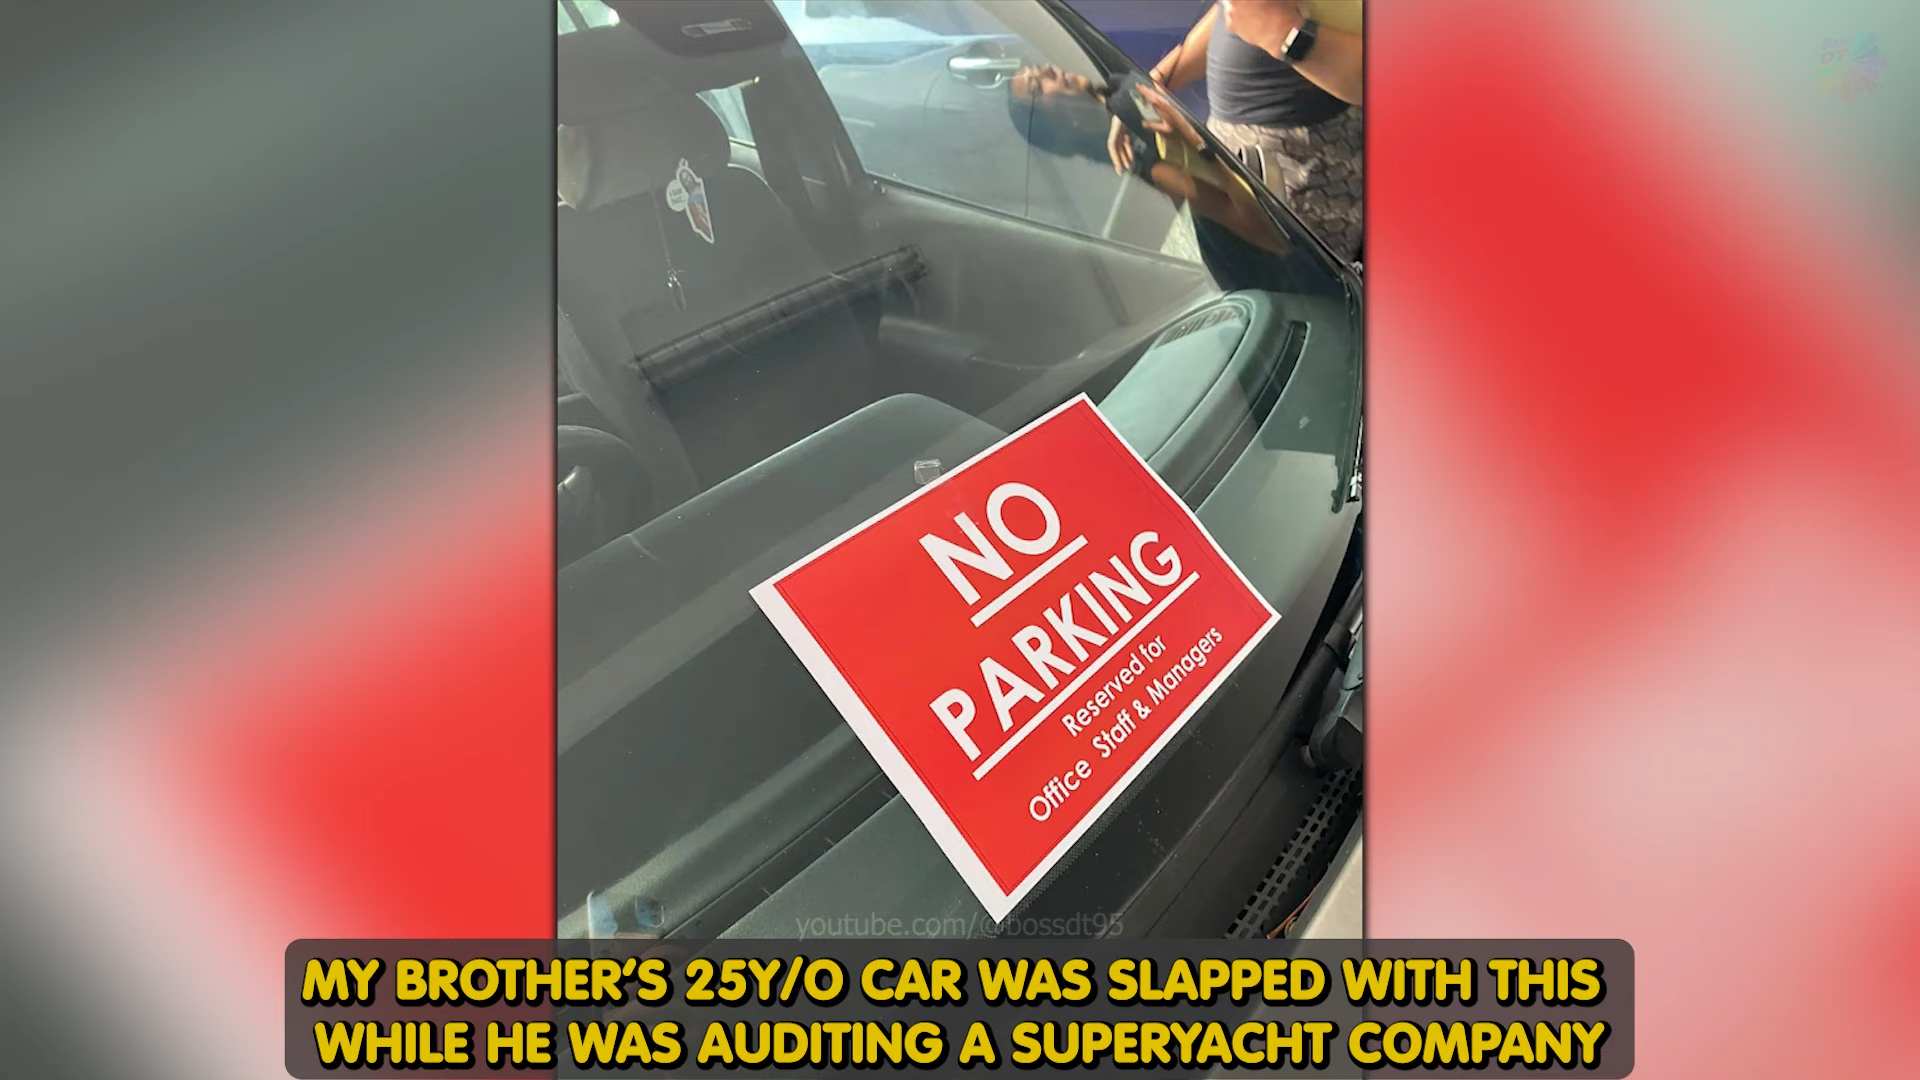 NO
PARKING
Reserved for
Office Staff & Managers
youtube.com/@bossdt95
MY BROTHER'S 25Y/O CAR WAS SLAPPED WITH THIS
WHILE HE WAS AUDITING A SUPERYACHT COMPANY